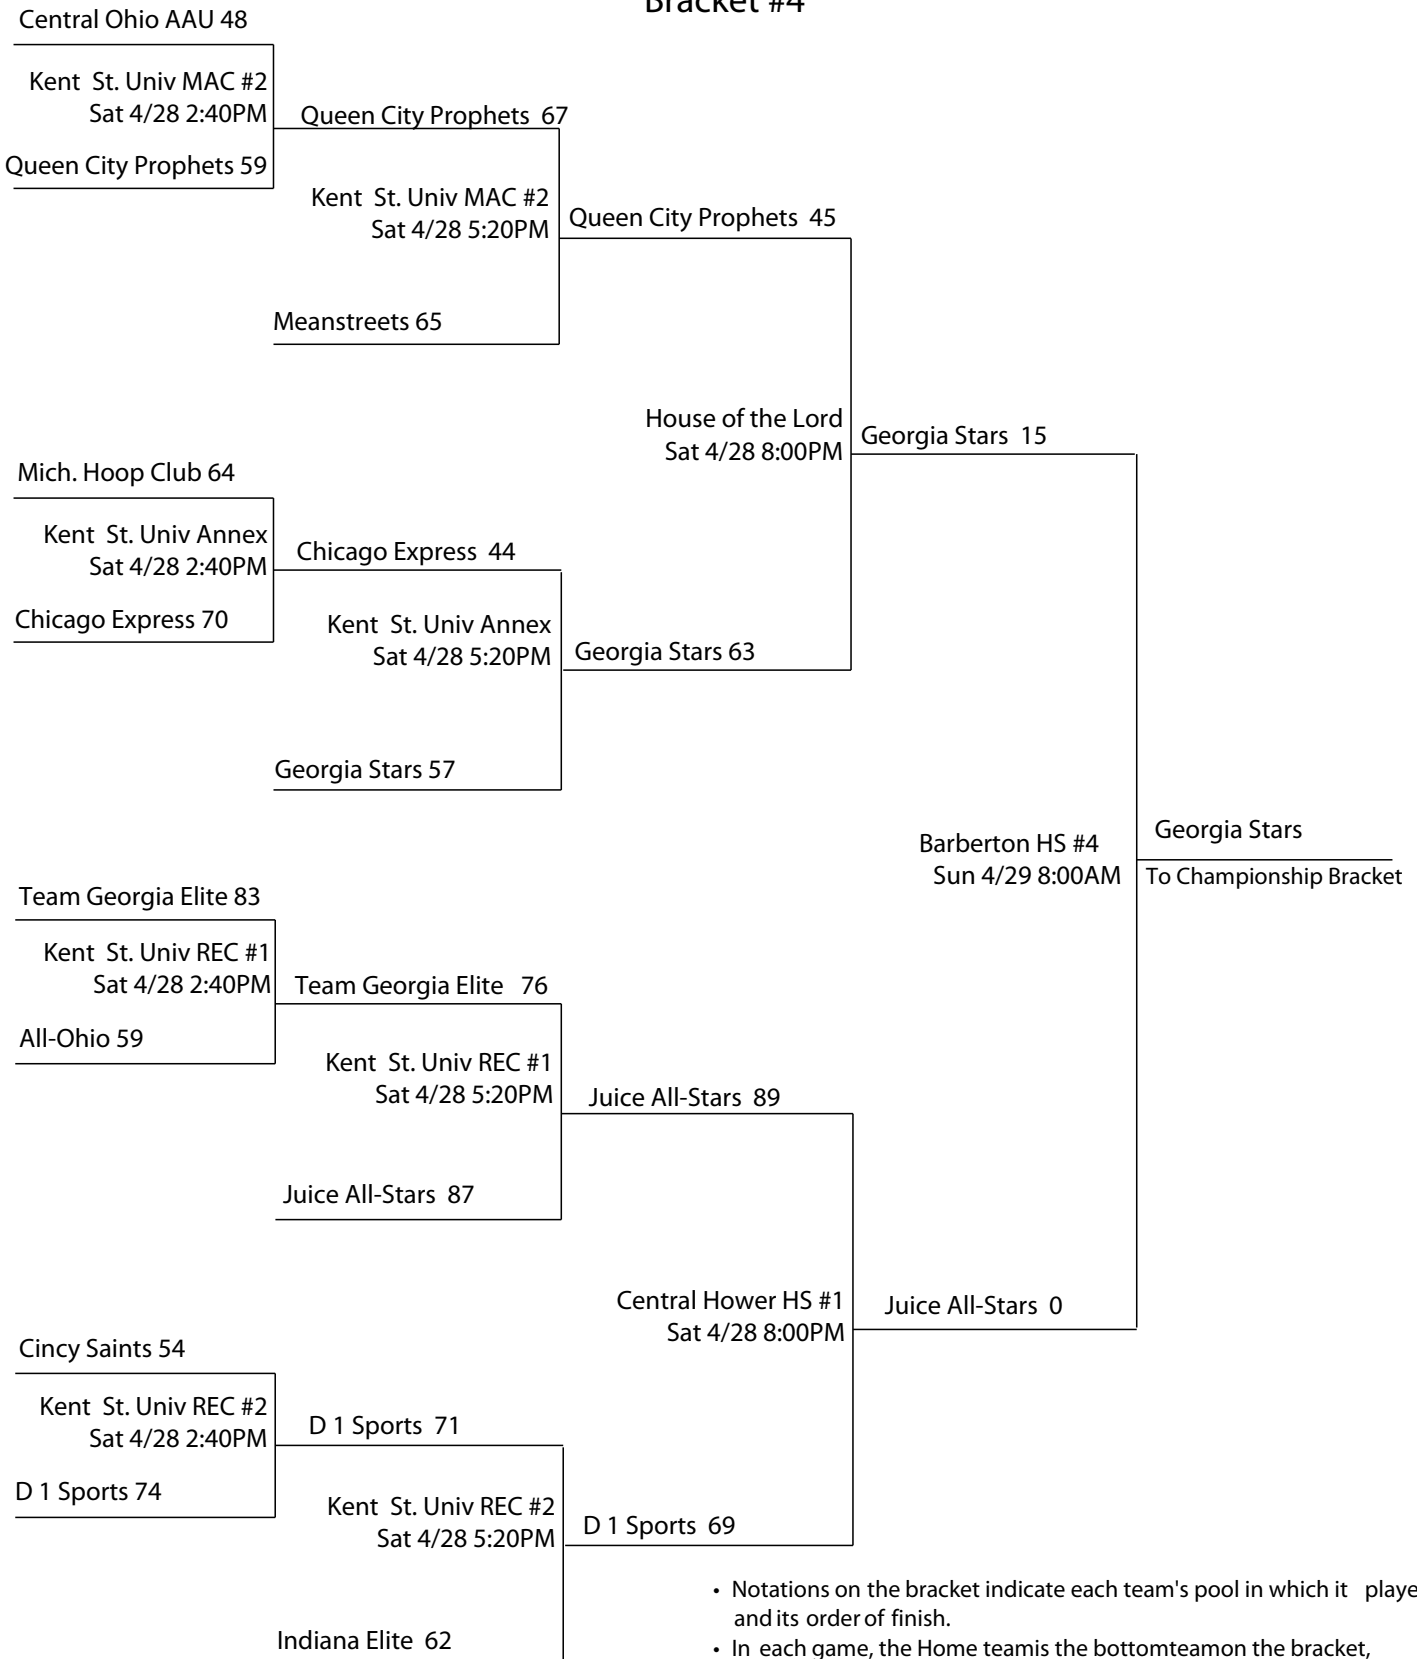 Bracket #4
Central Ohio AAU 48
Kent St. Univ MAC #2
Sat 4/28 2:40PM
Queen City Prophets 67
Queen City Prophets 59
Kent St. Univ MAC #2
Sat 4/28 5:20PM
Queen City Prophets 45
Meanstreets 65
House of the Lord
Sat 4/28 8:00PM
Georgia Stars 15
Mich. Hoop Club 64
Kent St. Univ Annex
Sat 4/28 2:40PM
Chicago Express 44
Chicago Express 70
Kent St. Univ Annex
Sat 4/28 5:20PM
Georgia Stars 63
Georgia Stars 57
Barberton HS #4
Sun 4/29 8:00AM
Georgia Stars
To Championship Bracket
Team Georgia Elite 83
Kent St. Univ REC #1
Sat 4/28 2:40PM
Team Georgia Elite 76
All-Ohio 59
Kent St. Univ REC #1
Sat 4/28 5:20PM
Juice All-Stars 89
Juice All-Stars 87
Central Hower HS #1
Sat 4/28 8:00PM
Juice All-Stars 0
Cincy Saints 54
Kent St. Univ REC #2
Sat 4/28 2:40PM
D 1 Sports 71
D 1 Sports 74
Kent St. Univ REC #2
Sat 4/28 5:20PM
D 1 Sports 69
Indiana Elite 62
• Notations on the bracket indicate each team's pool in which it playe
and its order of finish.
• In each game, the Home teamis the bottomteamon the bracket,